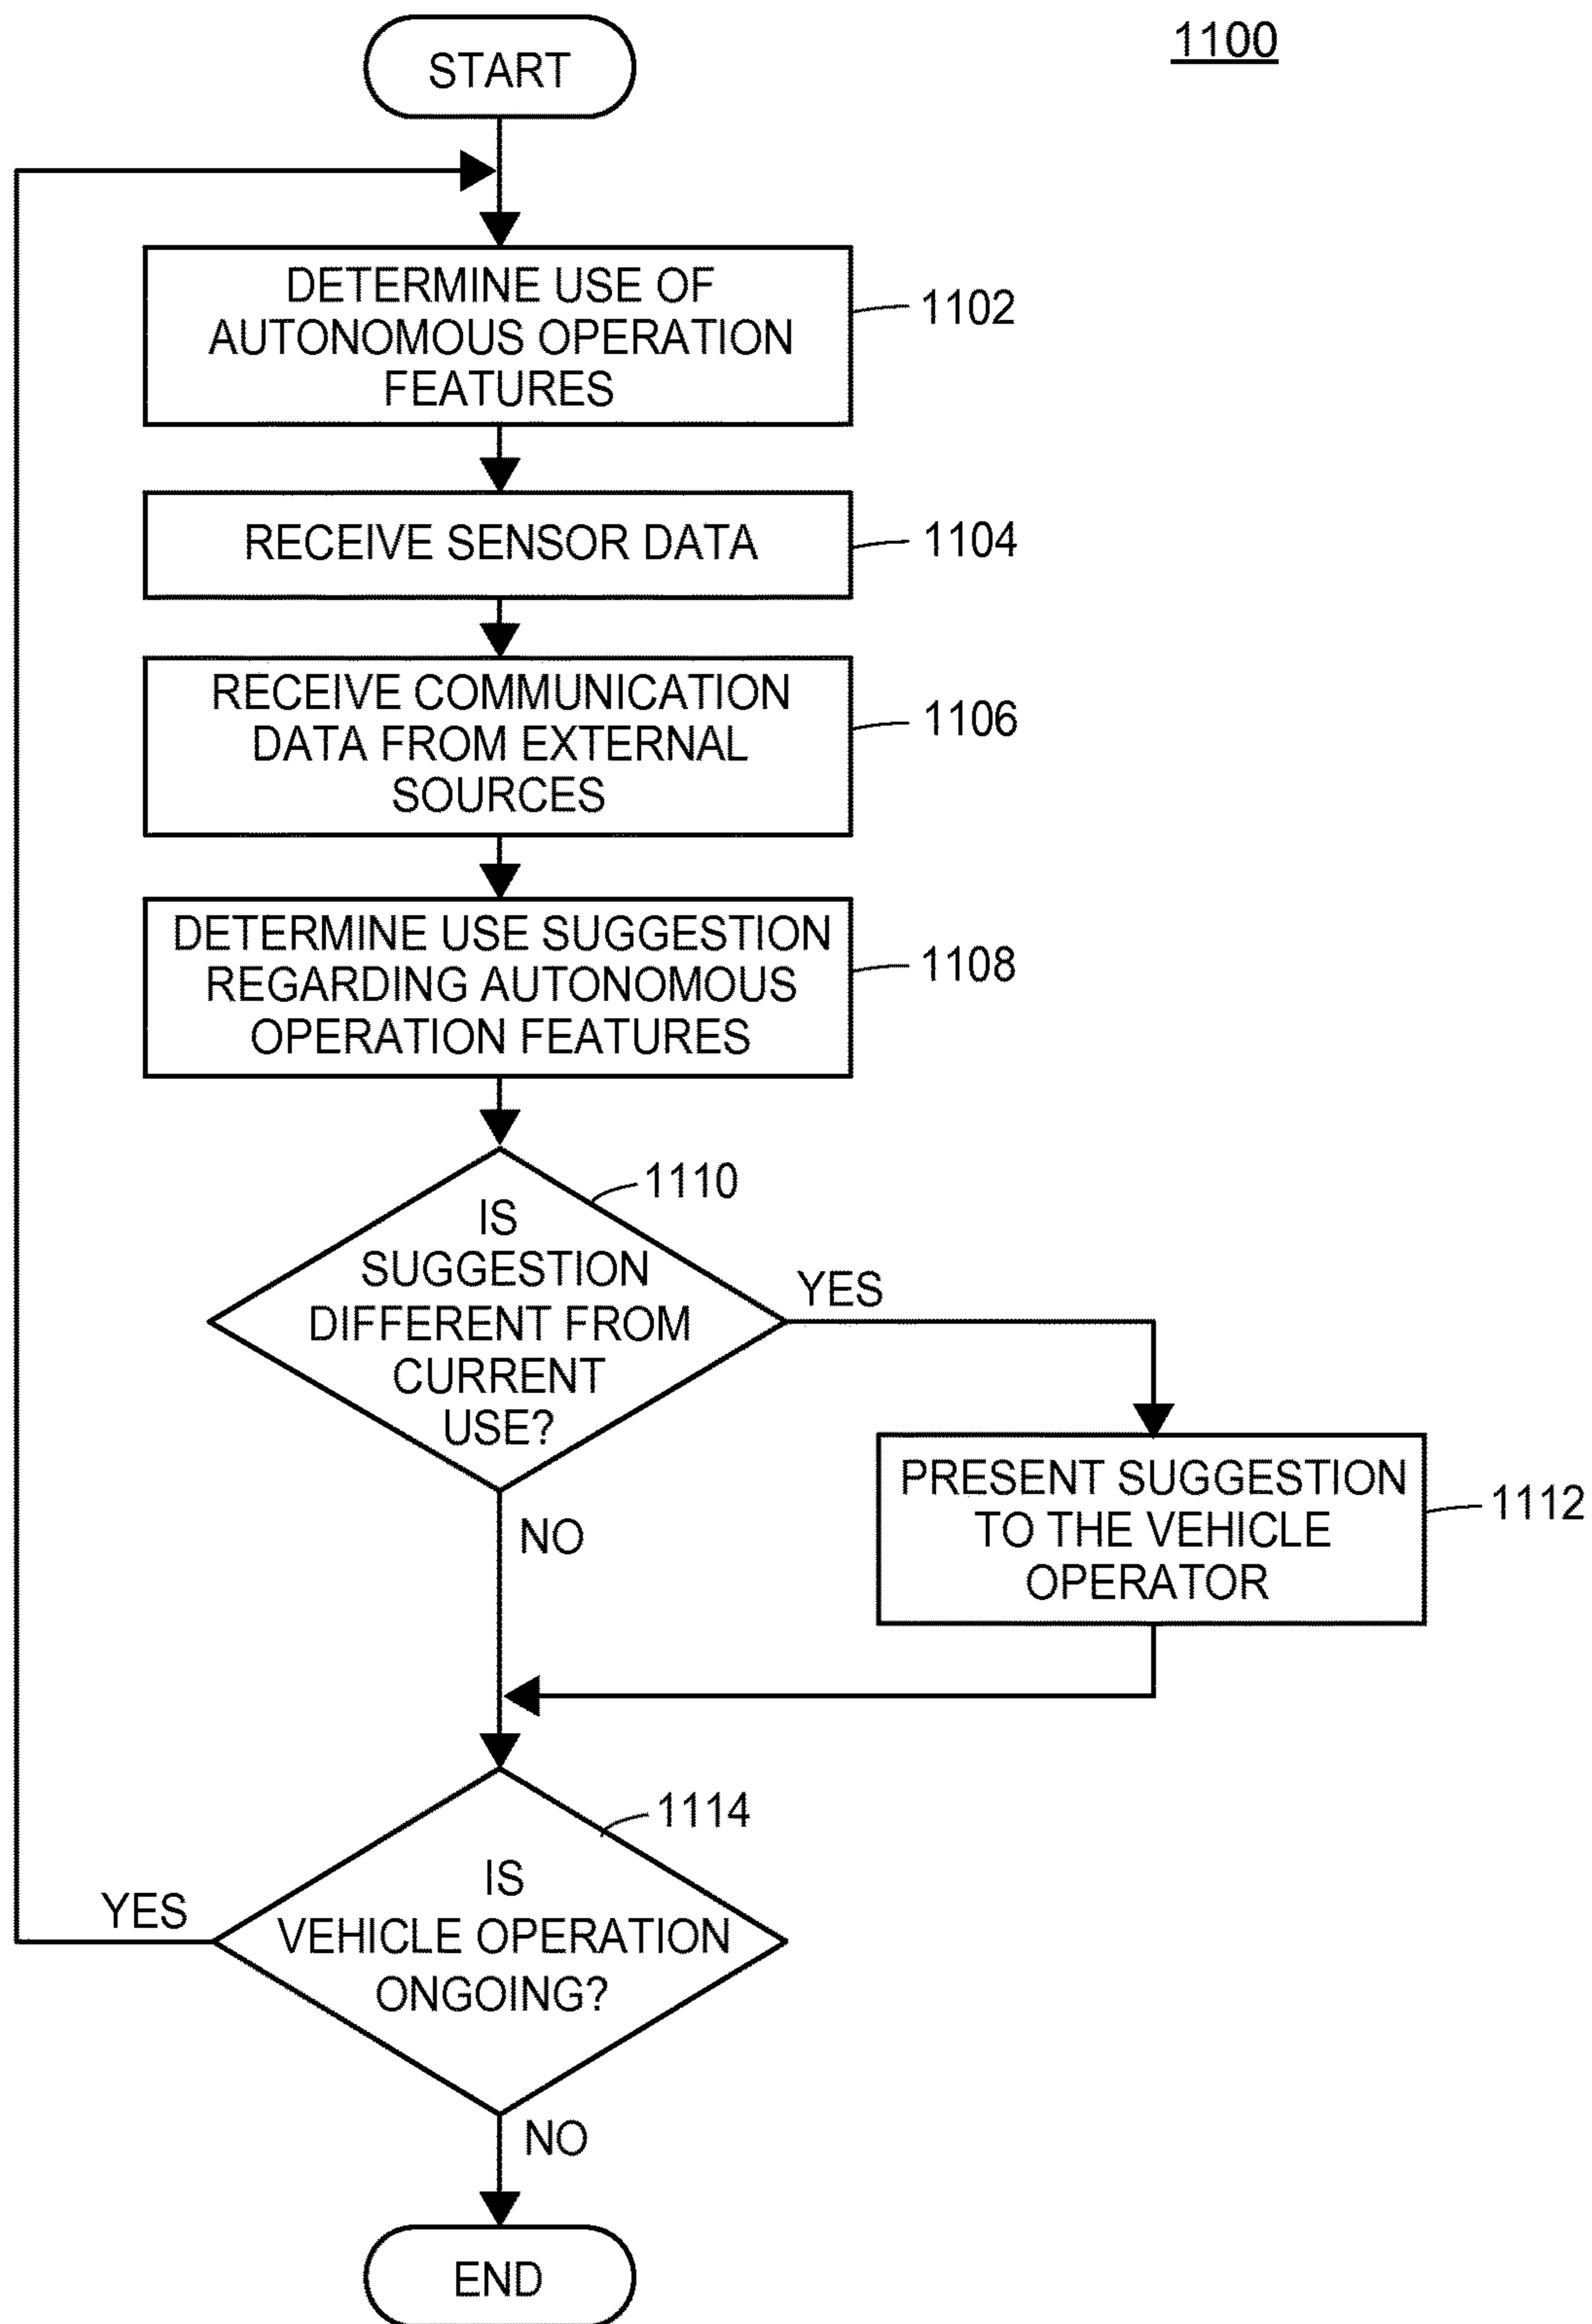 1100
START
DETERMINE USE OF
AUTONOMOUS OPERATION
FEATURES
1102
RECEIVE SENSOR DATA
1104
RECEIVE COMMUNICATION
DATA FROM EXTERNAL
SOURCES
1106
DETERMINE USE SUGGESTION
REGARDING AUTONOMOUS
OPERATION FEATURES
1108
1110
IS
SUGGESTION
DIFFERENT FROM
CURRENT
USE?
YES
NO
PRESENT SUGGESTION
TO THE VEHICLE
OPERATOR
1112
1114
IS
VEHICLE OPERATION
ONGOING?
YES
NO
END